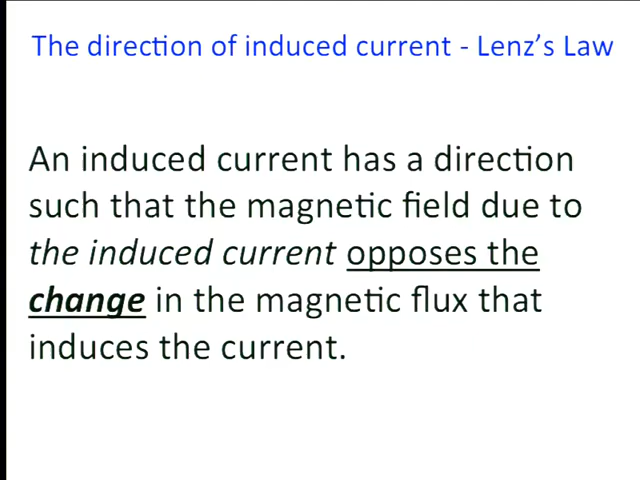 The direction of induced current - Lenz’s Law
An induced current has a direction
such that the magnetic field due to
the induced current opposes the
change in the magnetic flux that
induces the current.